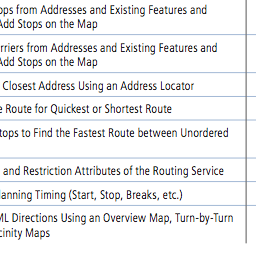 ops from Addresses and Existing Features and
Add Stops on the Map
rriers from Addresses and Existing Features and
Add Stops on the Map
Closest Address Using an Address Locator
e Route for Quickest or Shortest Route
tops to Find the Fastest Route between Unordered
and Restriction Attributes of the Routing Service
lanning Timing (Start, Stop, Breaks, etc.)
ML Directions Using an Overview Map, Turn-by-Turn
cinity Maps